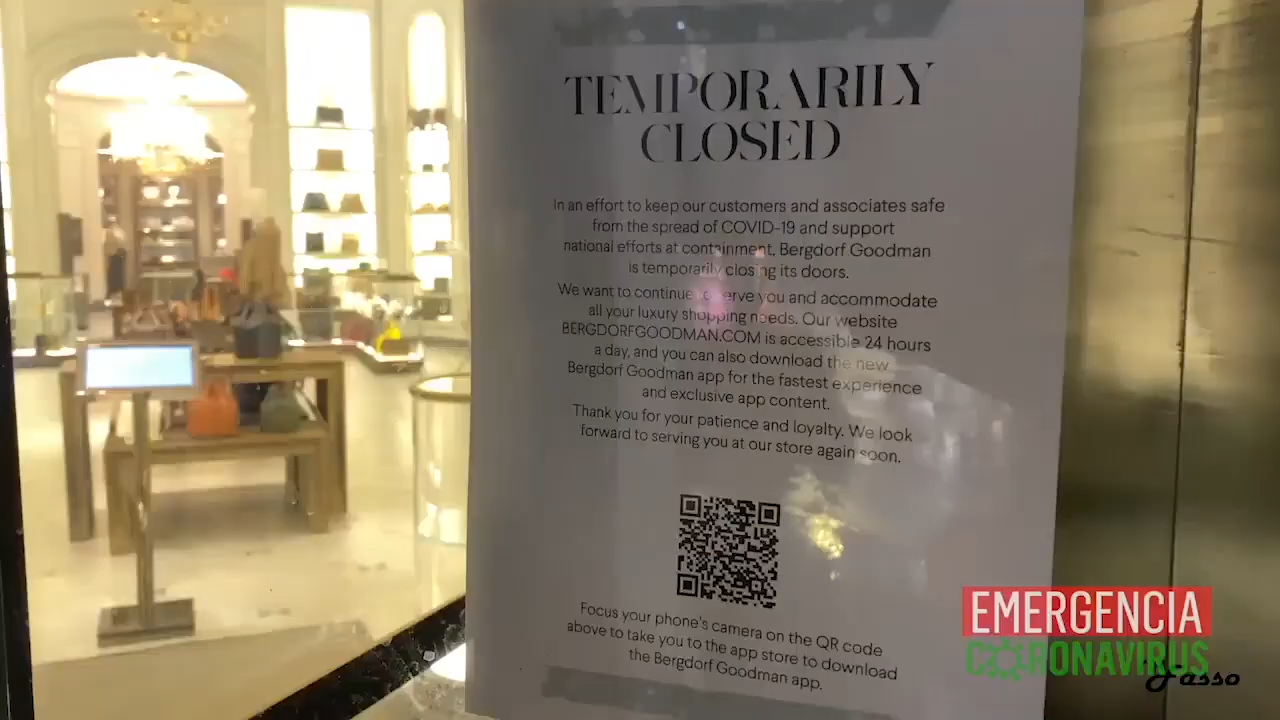 TEMPORARILY
CLOSED
In an effort to keep our customers and associates safe
from the spread of COVID-19 and support
national efforts at containment, Bergdorf Goodman
is temporarily closing its doors.
We want to continue serve you and accommodate
all your luxury shopping needs. Our website
BERGDORFGOODMAN.COM is accessible 24 hours
a day, and you can also download the new
Bergdorf Goodman app for the fastest experience
and exclusive app content.
Thank you for your patience and loyalty. We look
forward to serving you at our store again soon.
Focus your phone's camera on the QR code
above to take you to the app store to download
the Bergdorf Goodman app.
EMERGENCIA
CORONAVIRUS
Fasso